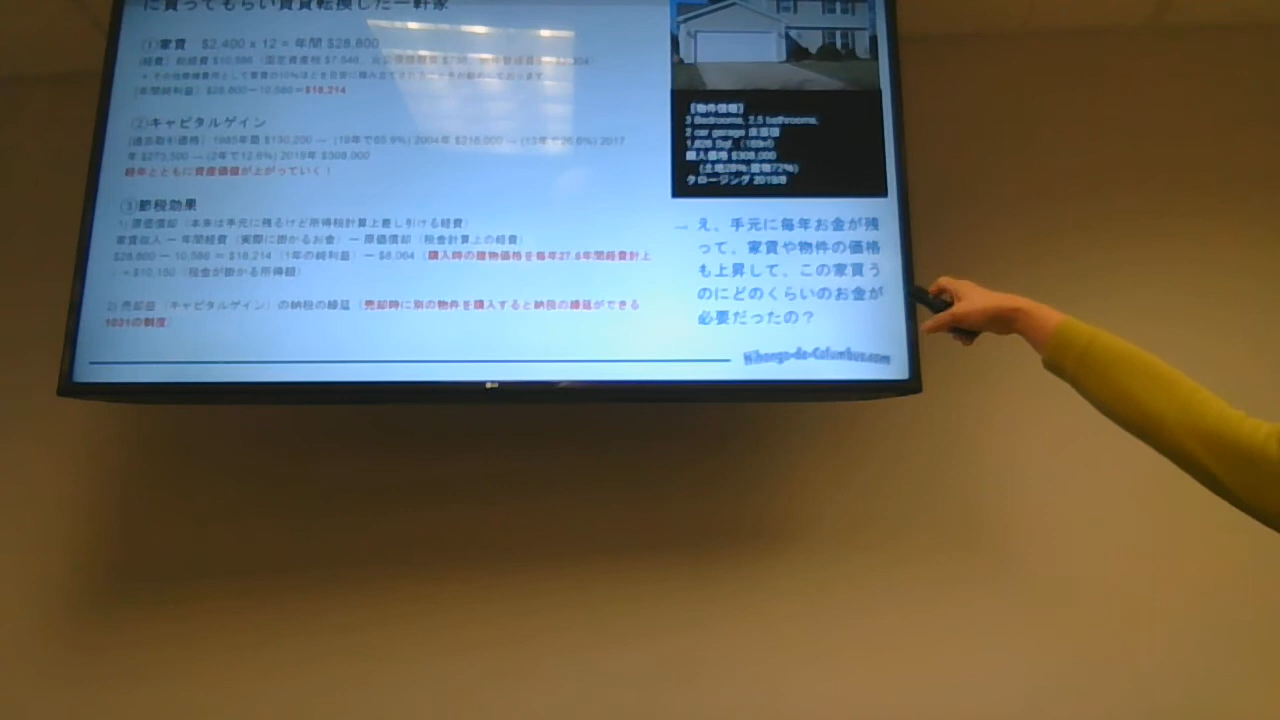 に買ってもらい賃貸転換した一軒家
①家賃 $2,400 x 12 = 年間 $28,800
[年間純利益] $28,800－10,586＝$18,214
②キャピタルゲイン
[過去取引価格] 1985年間 $130,200 → (19年で65.9%) 2004年 $216,000 → (13年で26.6%) 2017
年 $273,500 → (2年で12.6%) 2019年 $308,000
経年とともに資産価値が上がっていく！
③節税効果
1) 原価償却（本来は手元に残るけど所得税計算上差し引ける経費）
家賃収入 － 年間経費（実際に掛かるお金）－ 原価償却（税金計算上の経費）
$28,800 － 10,586 = $18,214（1年の純利益）－ $8,064（購入時の建物価格を毎年27.5年間経費計上
= $10,150（税金が掛かる所得額）
2) 売却益（キャピタルゲイン）の納税の繰延（売却時に別の物件を購入すると納税の繰延ができる
1031の制度）
【物件情報】
3 Bedrooms, 2.5 bathrooms,
2 car garage
購入価格 $308,000
(土地28% 建物72%)
クロージング
→ え、手元に毎年お金が残
って、家賃や物件の価格
も上昇して、この家買う
のにどのくらいのお金が
必要だったの？
Nihongo-de-Columbus.com
LG